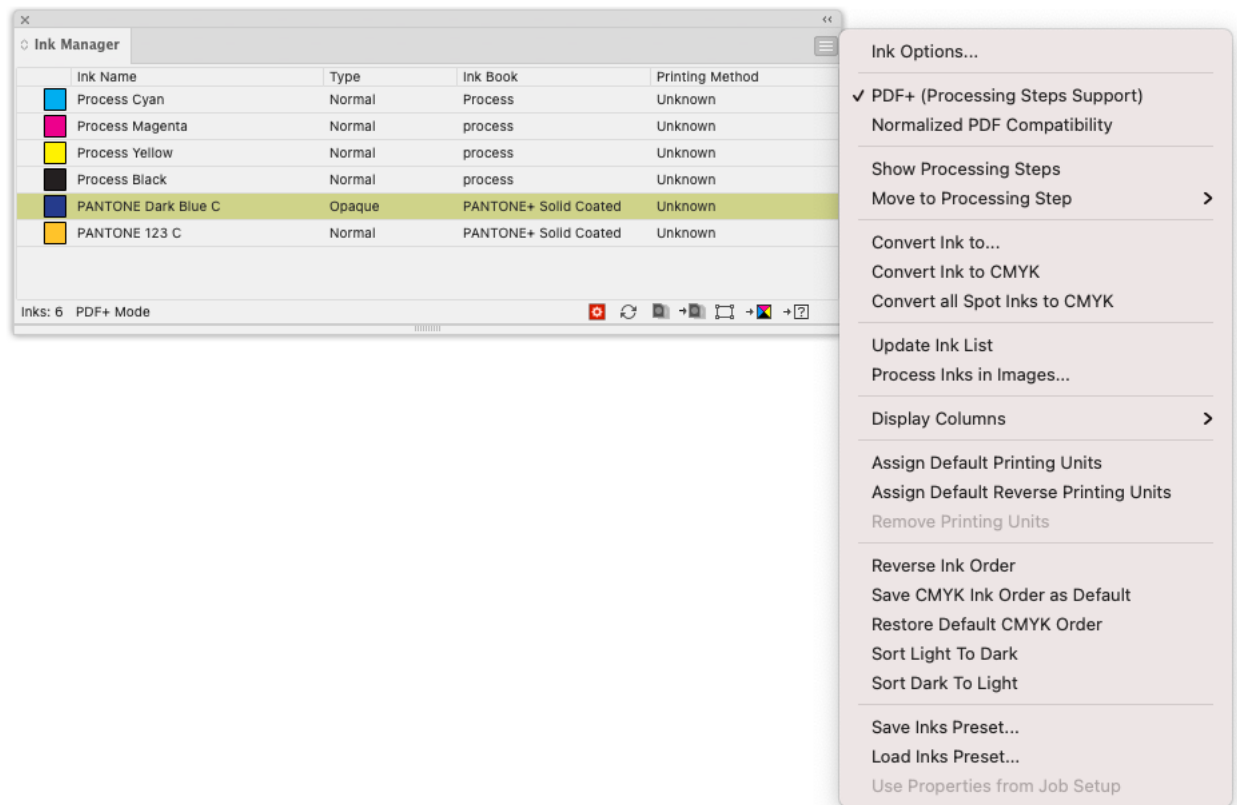 Ink Manager
Ink Name Type Ink Book Printing Method
Process Cyan Normal Process Unknown
Process Magenta Normal process Unknown
Process Yellow Normal process Unknown
Process Black Normal process Unknown
PANTONE Dark Blue C Opaque PANTONE+ Solid Coated Unknown
PANTONE 123 C Normal PANTONE+ Solid Coated Unknown
Inks: 6 PDF+ Mode
Ink Options...
PDF+ (Processing Steps Support)
Normalized PDF Compatibility
Show Processing Steps
Move to Processing Step
Convert Ink to...
Convert Ink to CMYK
Convert all Spot Inks to CMYK
Update Ink List
Process Inks in Images...
Display Columns
Assign Default Printing Units
Assign Default Reverse Printing Units
Remove Printing Units
Reverse Ink Order
Save CMYK Ink Order as Default
Restore Default CMYK Order
Sort Light To Dark
Sort Dark To Light
Save Inks Preset...
Load Inks Preset...
Use Properties from Job Setup